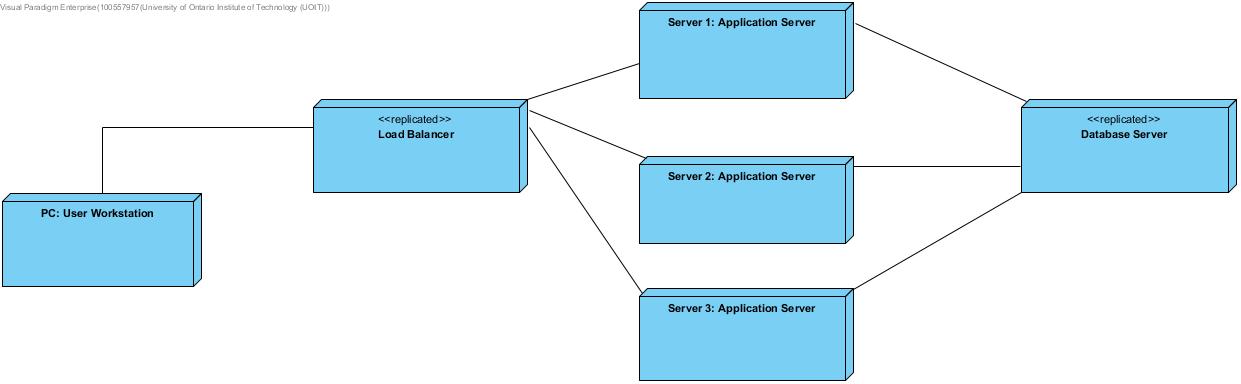 Visual Paradigm Enterprise(100557957(University of Ontario Institute of Technology (UOIT)))
Server 1: Application Server
<<replicated>>
Load Balancer
<<replicated>>
Database Server
Server 2: Application Server
PC: User Workstation
Server 3: Application Server